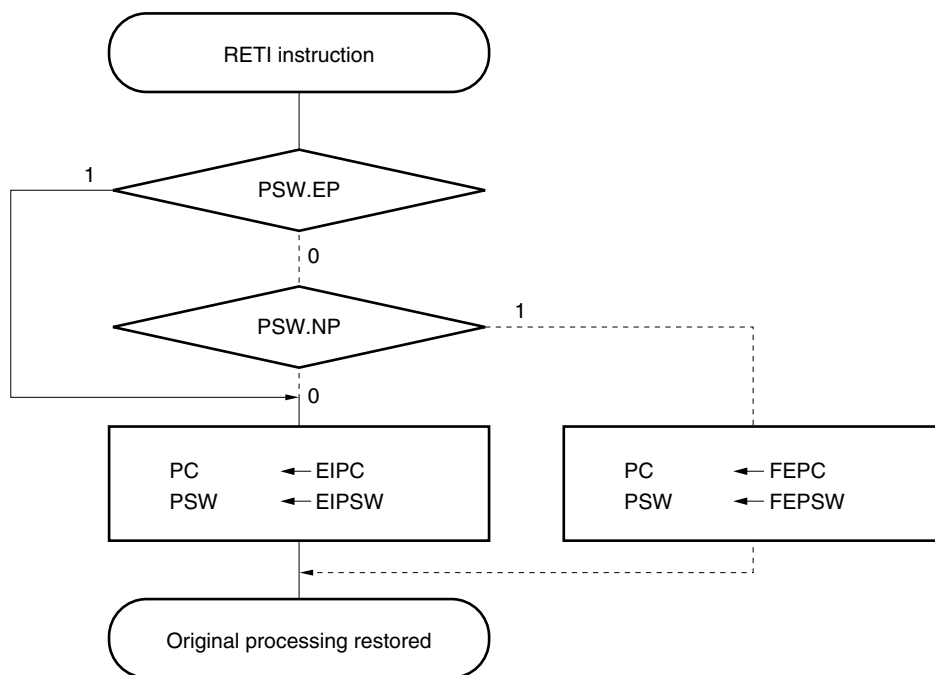 RETI instruction
1
PSW.EP
0
PSW.NP
1
0
PC ← EIPC
PSW ← EIPSW
PC ← FEPC
PSW ← FEPSW
Original processing restored